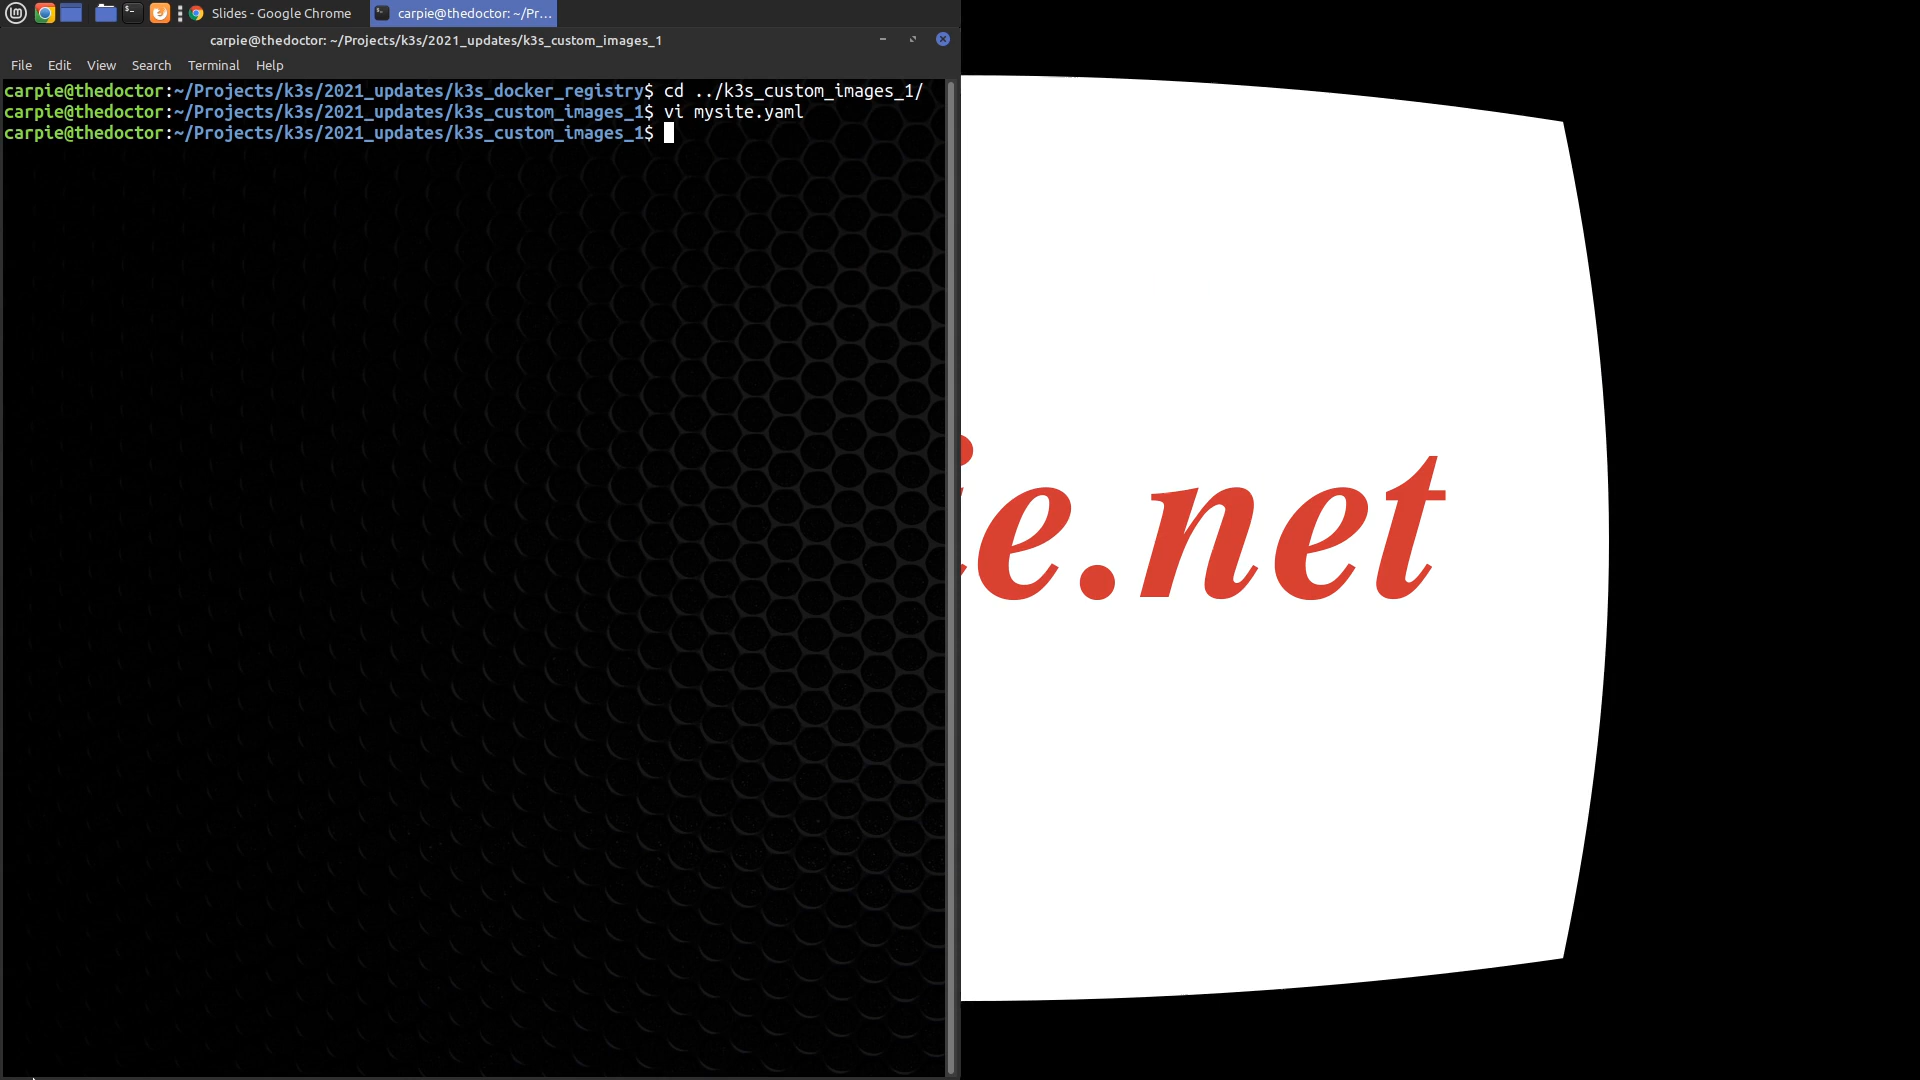 Slides - Google Chrome
carpie@thedoctor: ~/Pr...
carpie@thedoctor: ~/Projects/k3s/2021_updates/k3s_custom_images_1
File Edit View Search Terminal Help
carpie@thedoctor:~/Projects/k3s/2021_updates/k3s_docker_registry$ cd ../k3s_custom_images_1/
carpie@thedoctor:~/Projects/k3s/2021_updates/k3s_custom_images_1$ vi mysite.yaml
carpie@thedoctor:~/Projects/k3s/2021_updates/k3s_custom_images_1$
ie.net